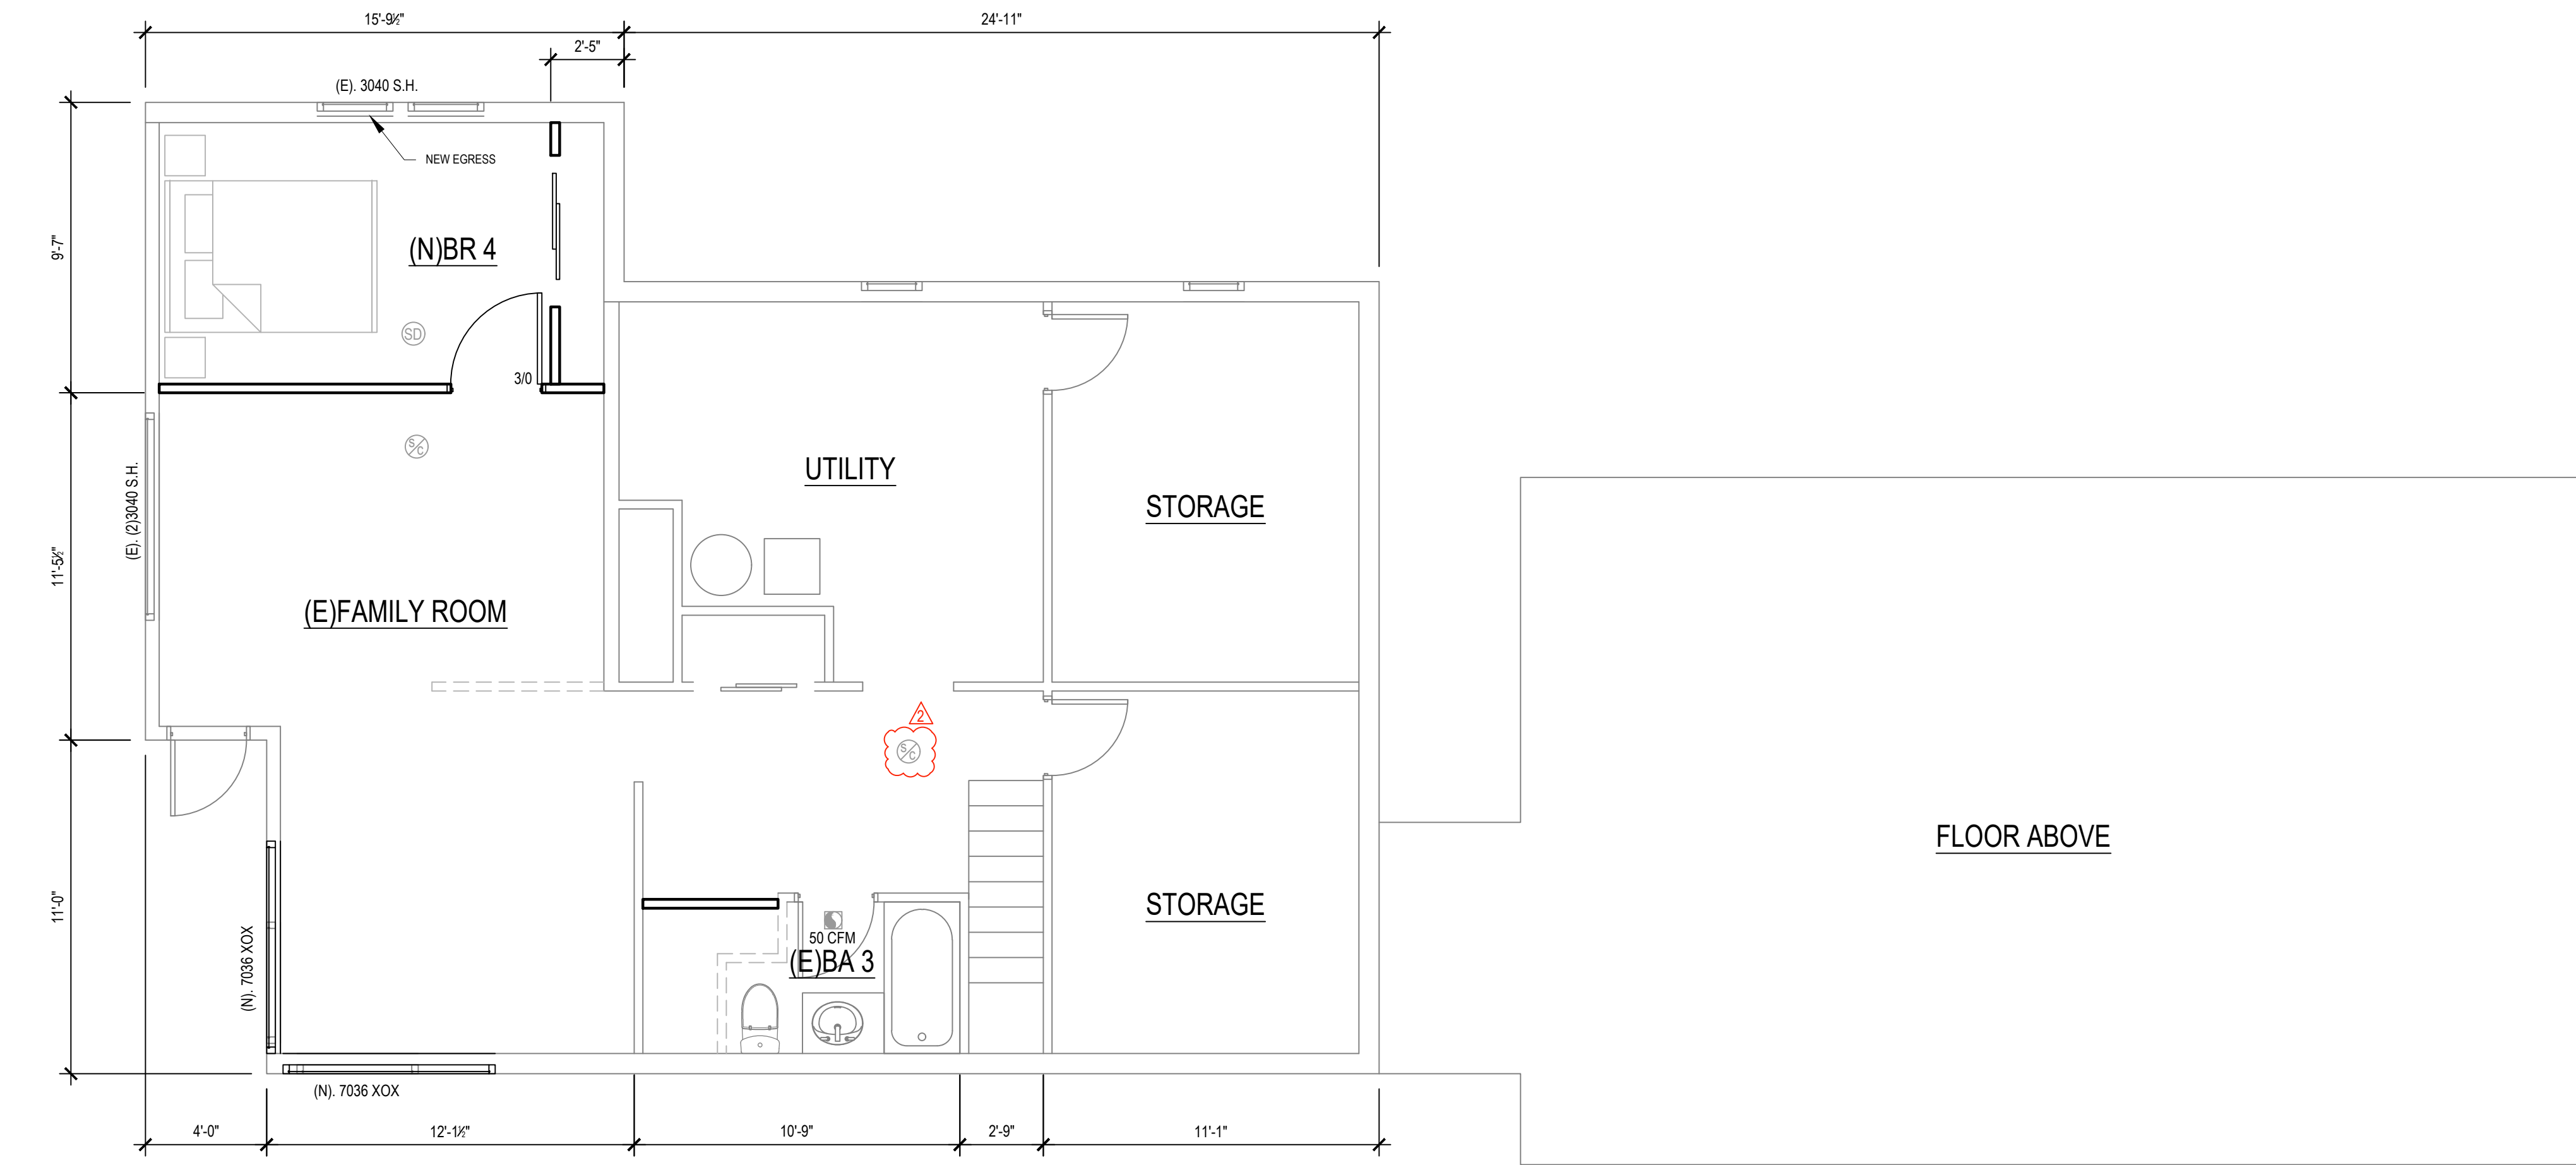 15'-9½"
24'-11"
2'-5"
(E). 3040 S.H.
NEW EGRESS
9'-7"
(N)BR 4
SD
3/0
S/C
UTILITY
STORAGE
(E). (2)3040 S.H.
11'-5½"
(E)FAMILY ROOM
2
S/C
FLOOR ABOVE
11'-0"
STORAGE
50 CFM
(E)BA 3
(N). 7036 XOX
(N). 7036 XOX
4'-0"
12'-1½"
10'-9"
2'-9"
11'-1"